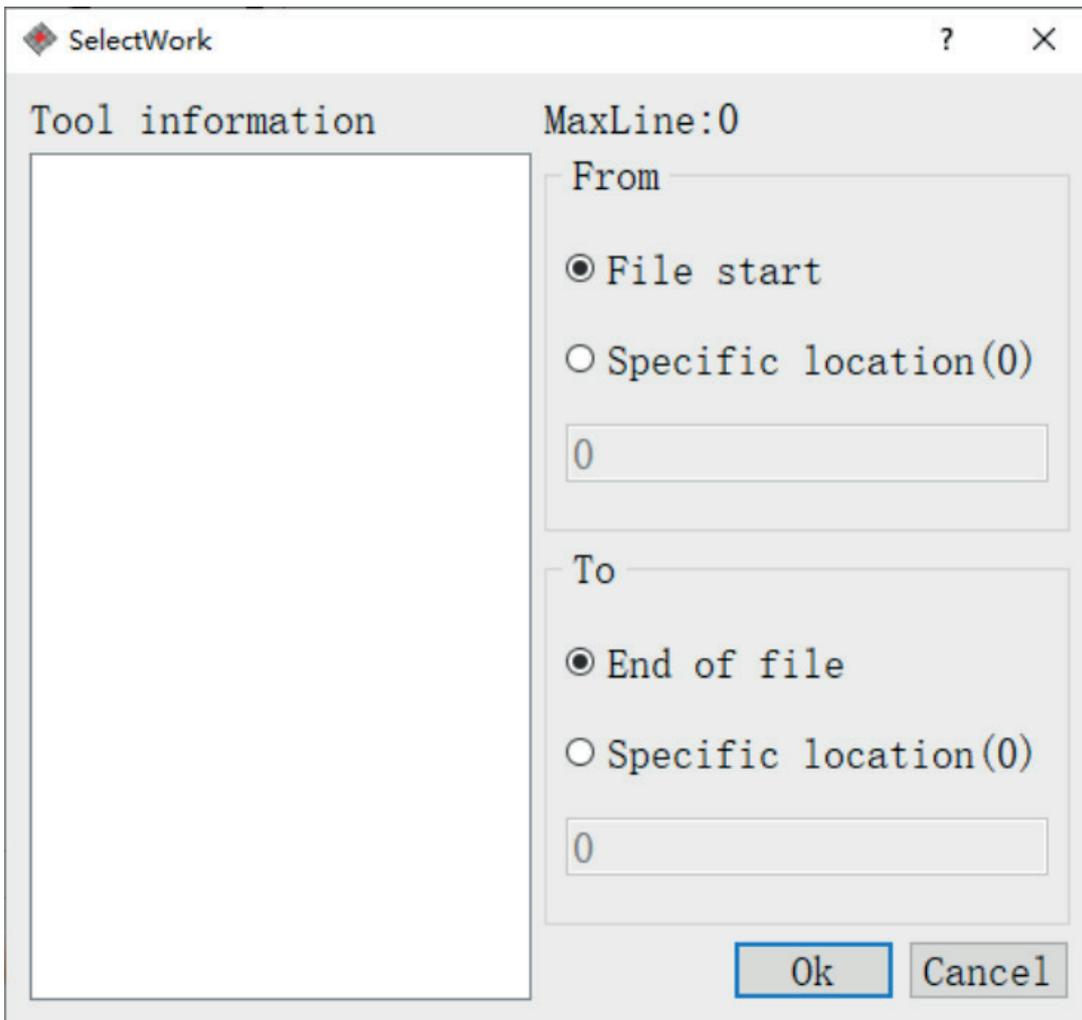 SelectWork
?
Tool information
MaxLine:0
From
File start
Specific location(0)
0
To
End of file
Specific location(0)
0
Ok
Cancel